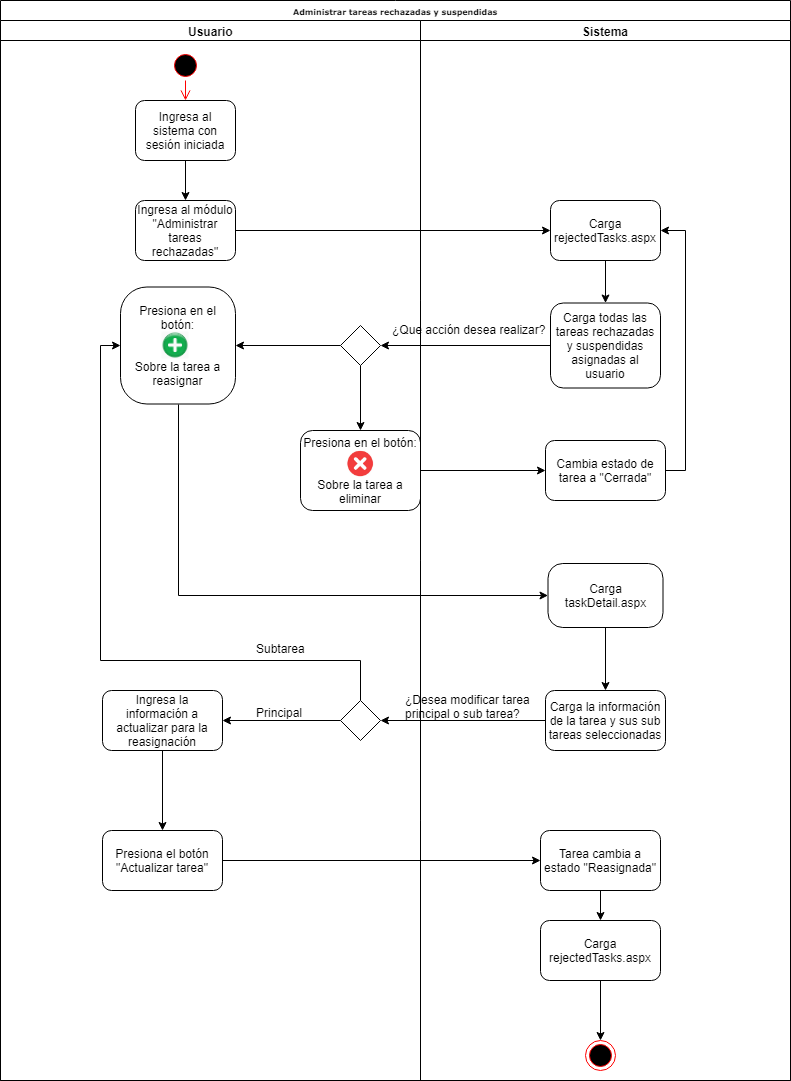 Administrar tareas rechazadas y suspendidas
Usuario
Sistema
Ingresa al
sistema con
sesión iniciada
Ingresa al módulo
"Administrar
tareas
rechazadas"
Carga
rejectedTasks.aspx
Presiona en el
botón:
Sobre la tarea a
reasignar
¿Que acción desea realizar?
Carga todas las
tareas rechazadas
y suspendidas
asignadas al
usuario
Presiona en el botón:
Sobre la tarea a
eliminar
Cambia estado de
tarea a "Cerrada"
Carga
taskDetail.aspx
Subtarea
Ingresa la
información a
actualizar para la
reasignación
Principal
¿Desea modificar tarea
principal o sub tarea?
Carga la información
de la tarea y sus sub
tareas seleccionadas
Presiona el botón
"Actualizar tarea"
Tarea cambia a
estado "Reasignada"
Carga
rejectedTasks.aspx